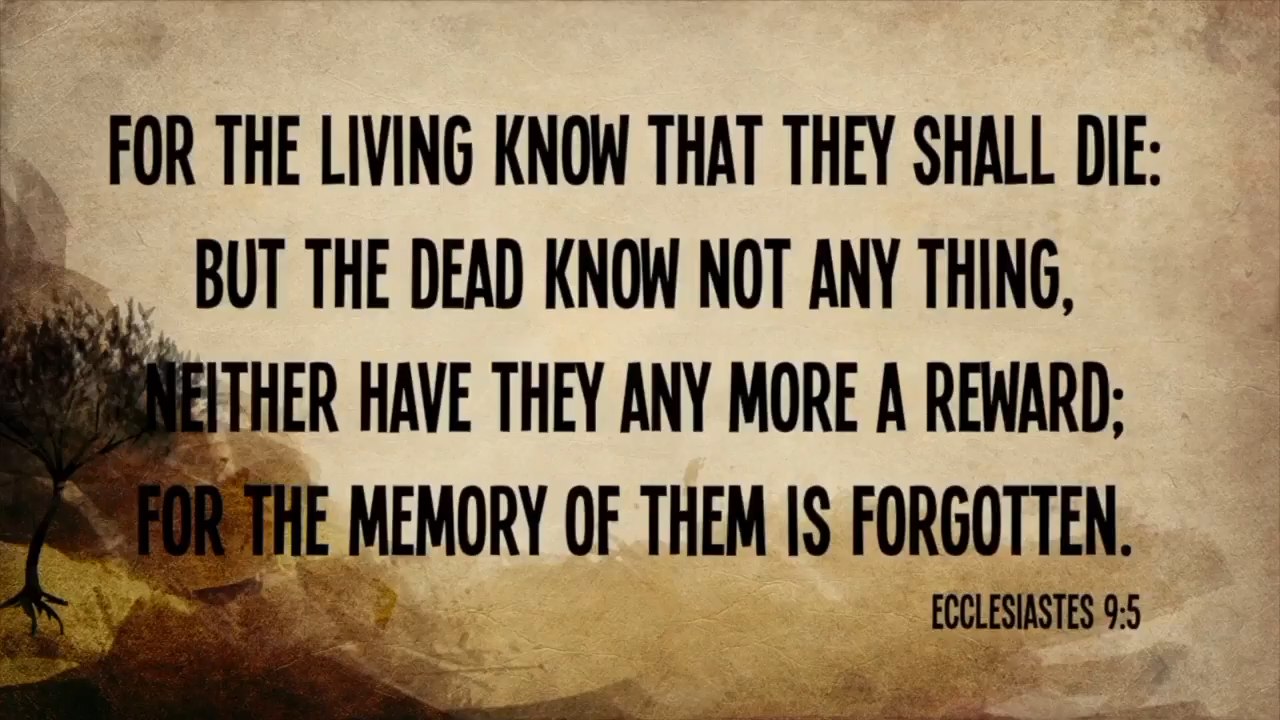 FOR THE LIVING KNOW THAT THEY SHALL DIE:
BUT THE DEAD KNOW NOT ANY THING,
NEITHER HAVE THEY ANY MORE A REWARD;
FOR THE MEMORY OF THEM IS FORGOTTEN.
ECCLESIASTES 9:5